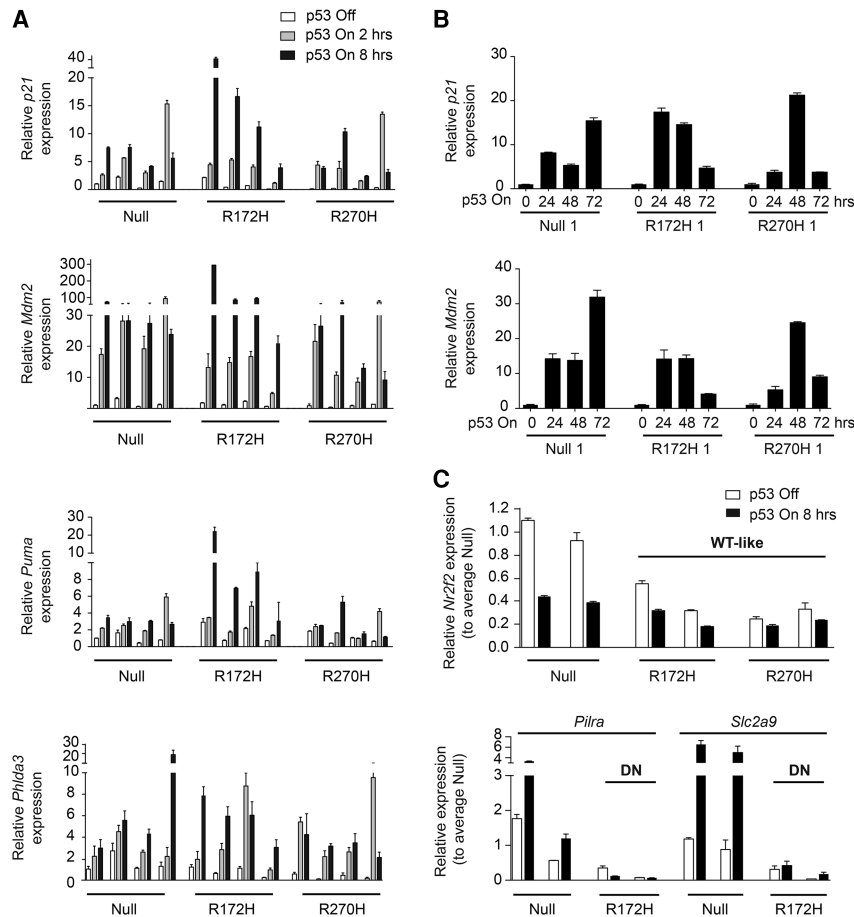 A
p53 Off
p53 On 2 hrs
p53 On 8 hrs
Relative p21
expression
40
20
15
10
5
0
Null R172H R270H
Relative Mdm2
expression
300
200
100
30
20
10
Null R172H R270H
Relative Puma
expression
30
20
10
8
6
4
2
0
Null R172H R270H
Relative Phlda3
expression
30
20
10
8
6
4
2
0
Null R172H R270H
B
Relative p21
expression
30
20
10
0
p53 On 0 24 48 72 0 24 48 72 0 24 48 72 hrs
Null 1 R172H 1 R270H 1
Relative Mdm2
expression
40
30
20
10
0
p53 On 0 24 48 72 0 24 48 72 0 24 48 72 hrs
Null 1 R172H 1 R270H 1
C
p53 Off
p53 On 8 hrs
WT-like
Relative Nr2f2 expression
(to average Null)
1.2
1.0
0.8
0.6
0.4
0.2
0.0
Null R172H R270H
Pilra Slc2a9
DN DN
Relative expression
(to average Null)
8
6
4
3
2
1
0
Null R172H Null R172H